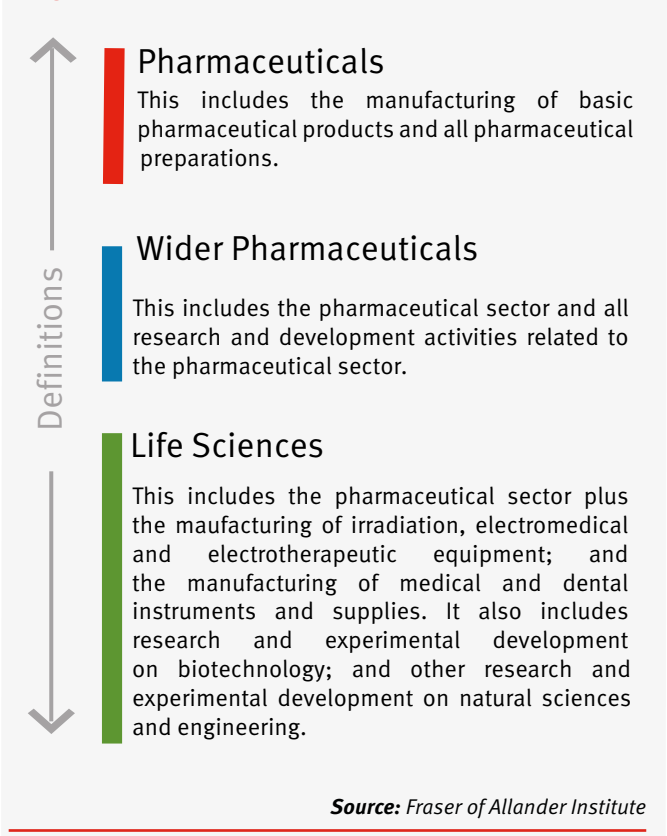 Pharmaceuticals
This includes the manufacturing of basic
pharmaceutical products and all pharmaceutical
preparations.
Wider Pharmaceuticals
This includes the pharmaceutical sector and all
research and development activities related to
the pharmaceutical sector.
Definitions
Life Sciences
This includes the pharmaceutical sector plus
the maufacturing of irradiation, electromedical
and electrotherapeutic equipment; and
the manufacturing of medical and dental
instruments and supplies. It also includes
research and experimental development
on biotechnology; and other research and
experimental development on natural sciences
and engineering.
Source: Fraser of Allander Institute